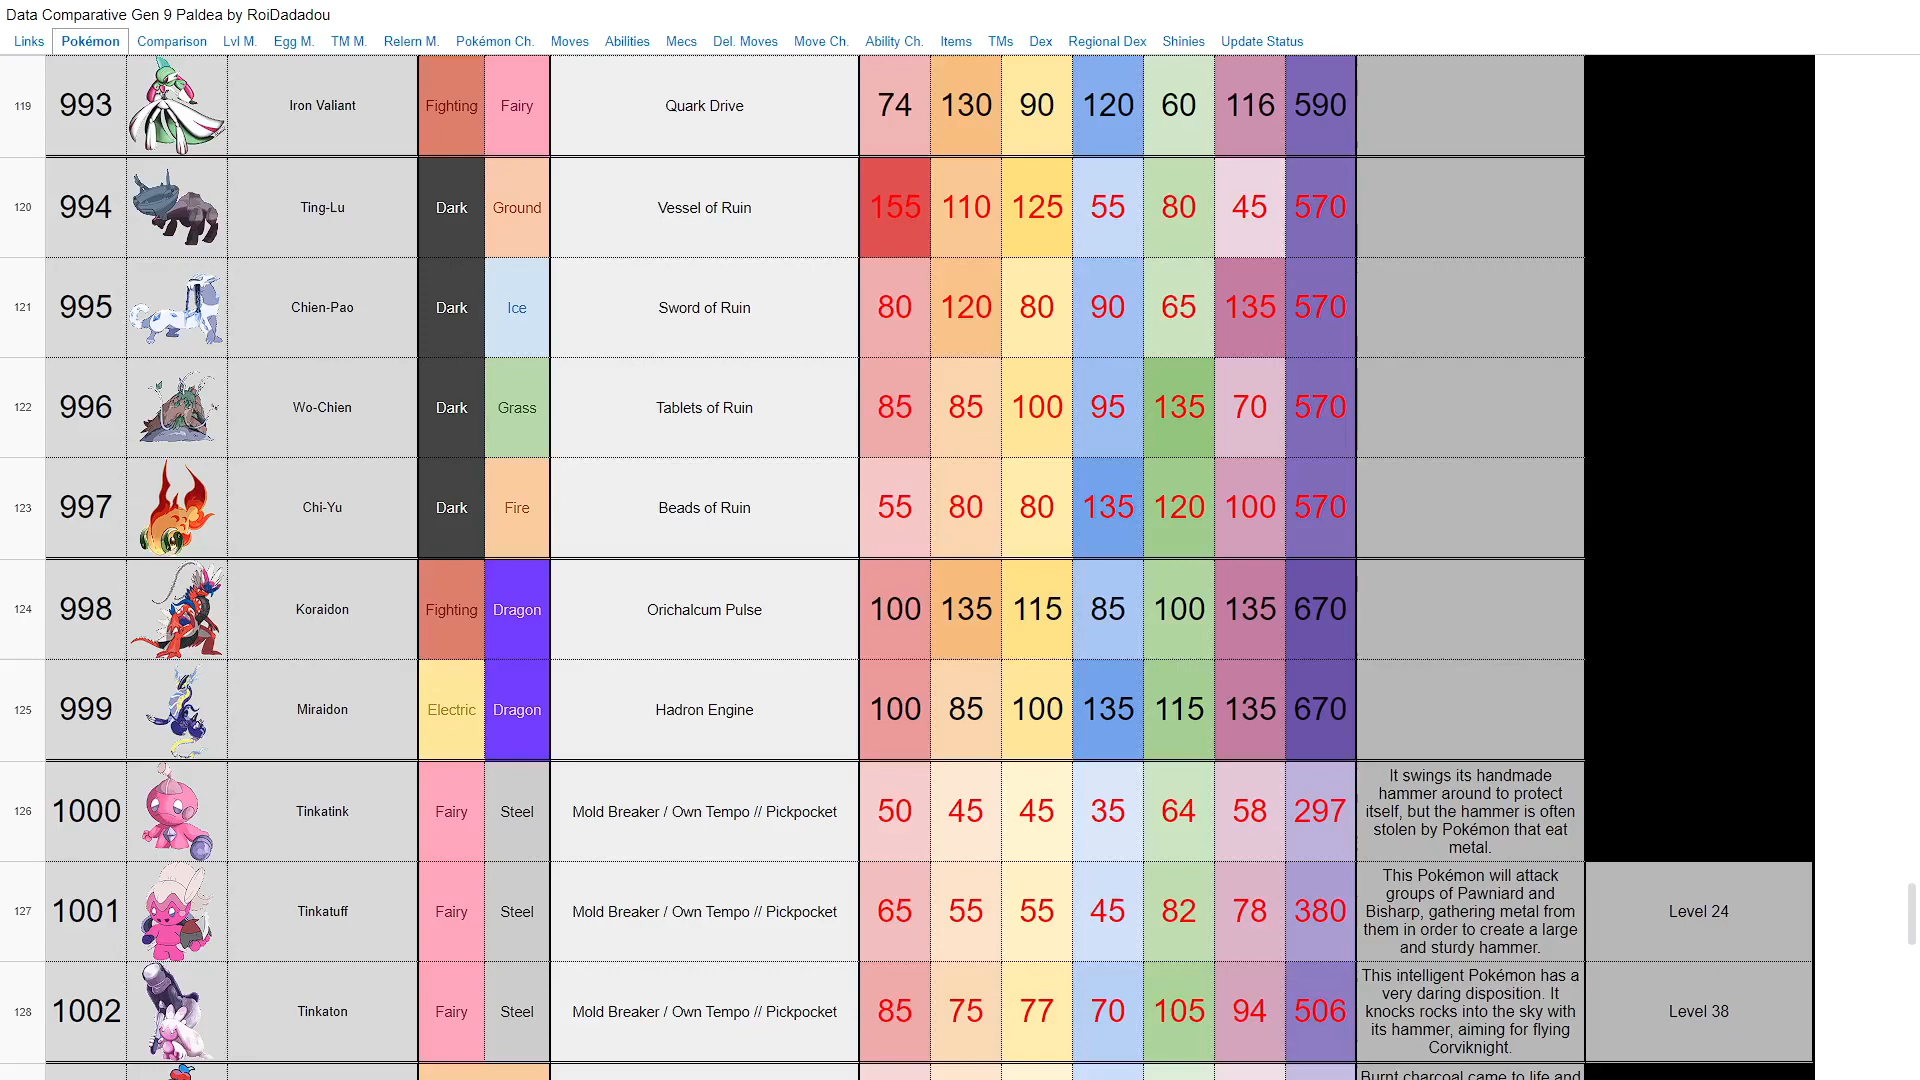 Data Comparative Gen 9 Paldea by RoiDadadou
Links Pokémon Comparison Lvl M. Egg M. TM M. Relern M. Pokémon Ch. Moves Abilities Mecs Del. Moves Move Ch. Ability Ch. Items TMs Dex Regional Dex Shinies Update Status
119 993 Iron Valiant Fighting Fairy Quark Drive 74 130 90 120 60 116 590
120 994 Ting-Lu Dark Ground Vessel of Ruin 155 110 125 55 80 45 570
121 995 Chien-Pao Dark Ice Sword of Ruin 80 120 80 90 65 135 570
122 996 Wo-Chien Dark Grass Tablets of Ruin 85 85 100 95 135 70 570
123 997 Chi-Yu Dark Fire Beads of Ruin 55 80 80 135 120 100 570
124 998 Koraidon Fighting Dragon Orichalcum Pulse 100 135 115 85 100 135 670
125 999 Miraidon Electric Dragon Hadron Engine 100 85 100 135 115 135 670
126 1000 Tinkatink Fairy Steel Mold Breaker / Own Tempo // Pickpocket 50 45 45 35 64 58 297
It swings its handmade
hammer around to protect
itself, but the hammer is often
stolen by Pokémon that eat
metal.
127 1001 Tinkatuff Fairy Steel Mold Breaker / Own Tempo // Pickpocket 65 55 55 45 82 78 380
This Pokémon will attack
groups of Pawniard and
Bisharp, gathering metal from
them in order to create a large
and sturdy hammer.
Level 24
128 1002 Tinkaton Fairy Steel Mold Breaker / Own Tempo // Pickpocket 85 75 77 70 105 94 506
This intelligent Pokémon has a
very daring disposition. It
knocks rocks into the sky with
its hammer, aiming for flying
Corviknight.
Level 38
Burnt charcoal came to life and